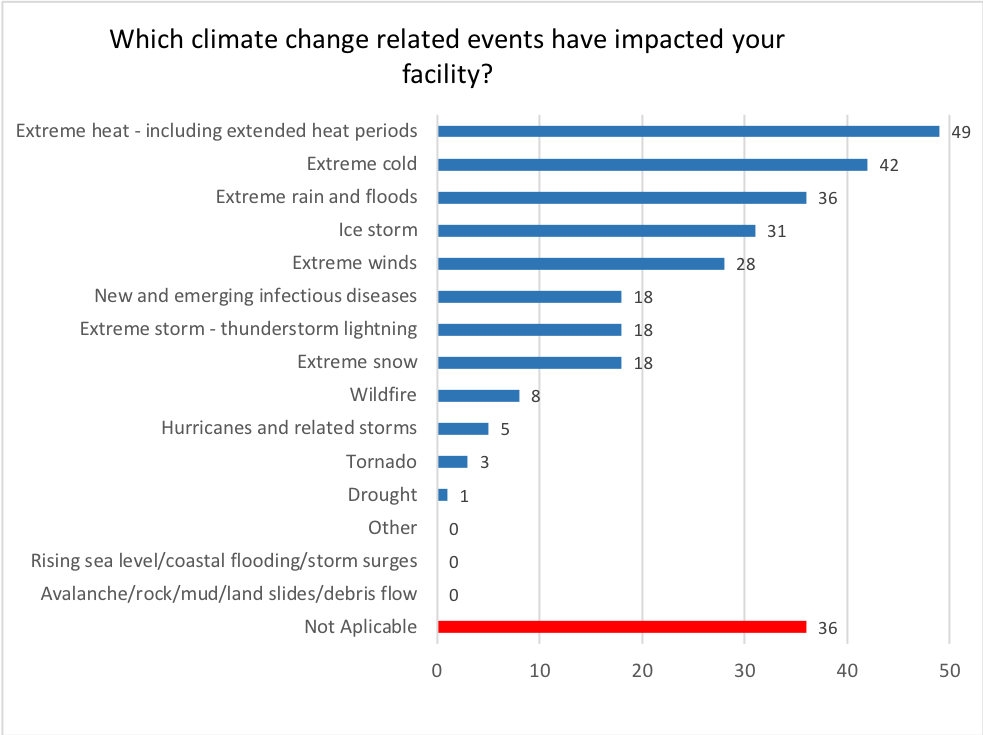 Which climate change related events have impacted your
facility?
Extreme heat - including extended heat periods 49
Extreme cold 42
Extreme rain and floods 36
Ice storm 31
Extreme winds 28
New and emerging infectious diseases 18
Extreme storm - thunderstorm lightning 18
Extreme snow 18
Wildfire 8
Hurricanes and related storms 5
Tornado 3
Drought 1
Other 0
Rising sea level/coastal flooding/storm surges 0
Avalanche/rock/mud/land slides/debris flow 0
Not Aplicable 36
0 10 20 30 40 50